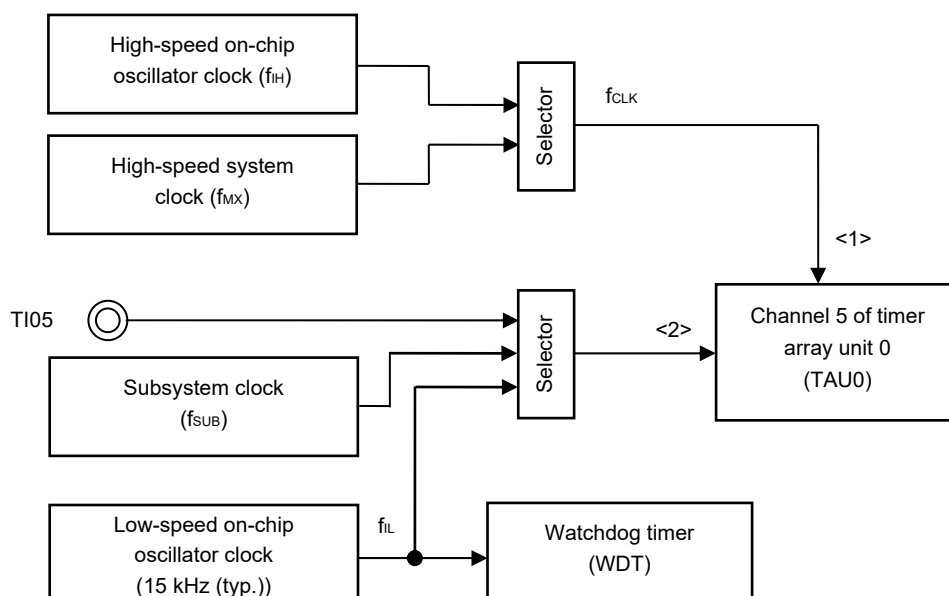 High-speed on-chip
oscillator clock (fIH)
Selector
fCLK
High-speed system
clock (fMX)
<1>
TI05
Selector
<2>
Channel 5 of timer
array unit 0
(TAU0)
Subsystem clock
(fSUB)
Low-speed on-chip
oscillator clock
(15 kHz (typ.))
fIL
Watchdog timer
(WDT)